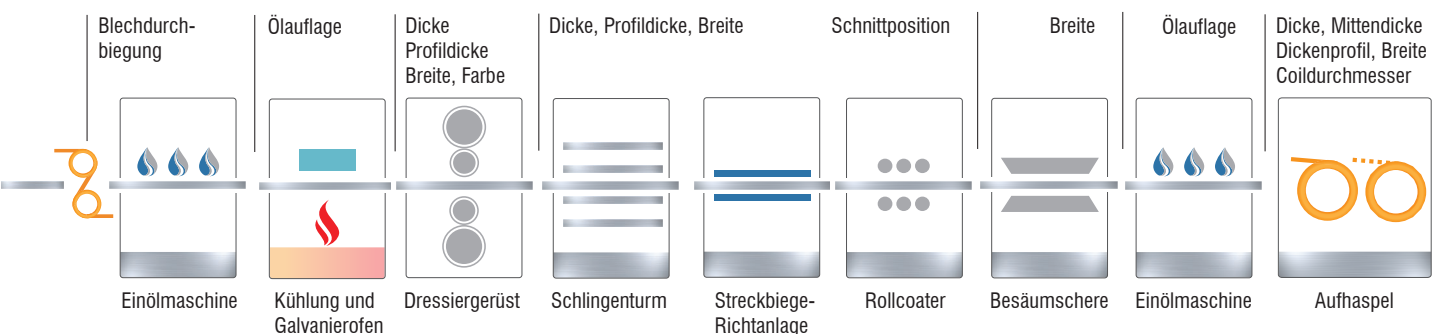 Blechdurch-
biegung
Ölauflage
Dicke
Profildicke
Breite, Farbe
Dicke, Profildicke, Breite
Schnittposition
Breite
Ölauflage
Dicke, Mittendicke
Dickenprofil, Breite
Coildurchmesser
Einölmaschine
Kühlung und
Galvanierofen
Dressiergerüst
Schlingenturm
Streckbiege-
Richtanlage
Rollcoater
Besäumschere
Einölmaschine
Aufhaspel